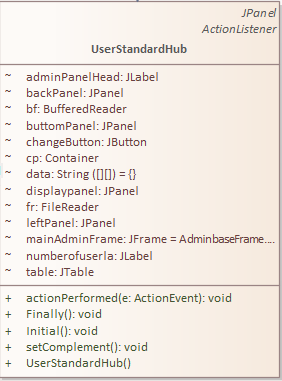 JPanel
ActionListener
UserStandardHub
~ adminPanelHead: JLabel
~ backPanel: JPanel
~ bf: BufferedReader
~ buttomPanel: JPanel
~ changeButton: JButton
~ cp: Container
~ data: String ([][]) = {}
~ displaypanel: JPanel
~ fr: FileReader
~ leftPanel: JPanel
~ mainAdminFrame: JFrame = AdminbaseFrame....
~ numberofuserla: JLabel
~ table: JTable
+ actionPerformed(e: ActionEvent): void
+ Finally(): void
+ Initial(): void
+ setComplement(): void
+ UserStandardHub()